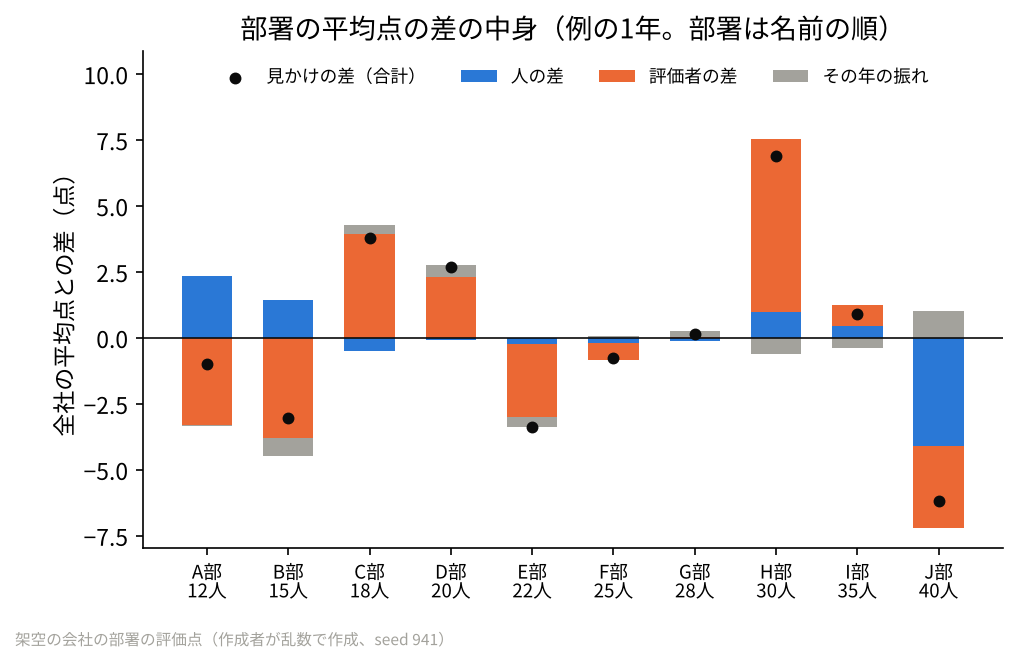 部署の平均点の差の中身（例の1年。部署は名前の順）
見かけの差（合計） 人の差 評価者の差 その年の振れ
全社の平均点との差（点）
10.0
7.5
5.0
2.5
0.0
−2.5
−5.0
−7.5
A部 B部 C部 D部 E部 F部 G部 H部 I部 J部
12人 15人 18人 20人 22人 25人 28人 30人 35人 40人
架空の会社の部署の評価点（作成者が乱数で作成、seed 941）